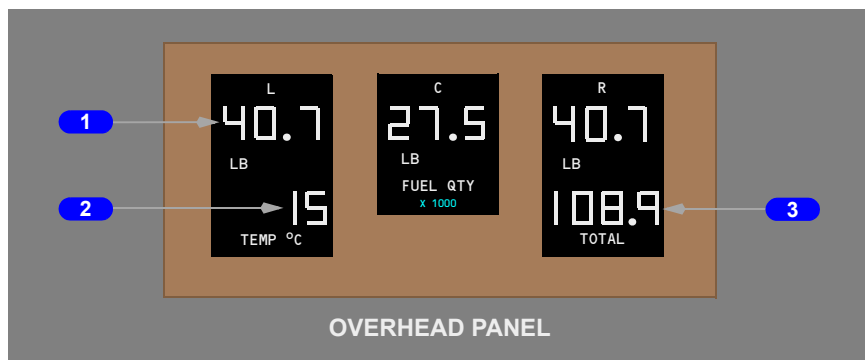 L C R
1 40.7 27.5 40.7
LB LB LB
FUEL QTY
X 1000
2 15 108.9 3
TEMP °C TOTAL
OVERHEAD PANEL